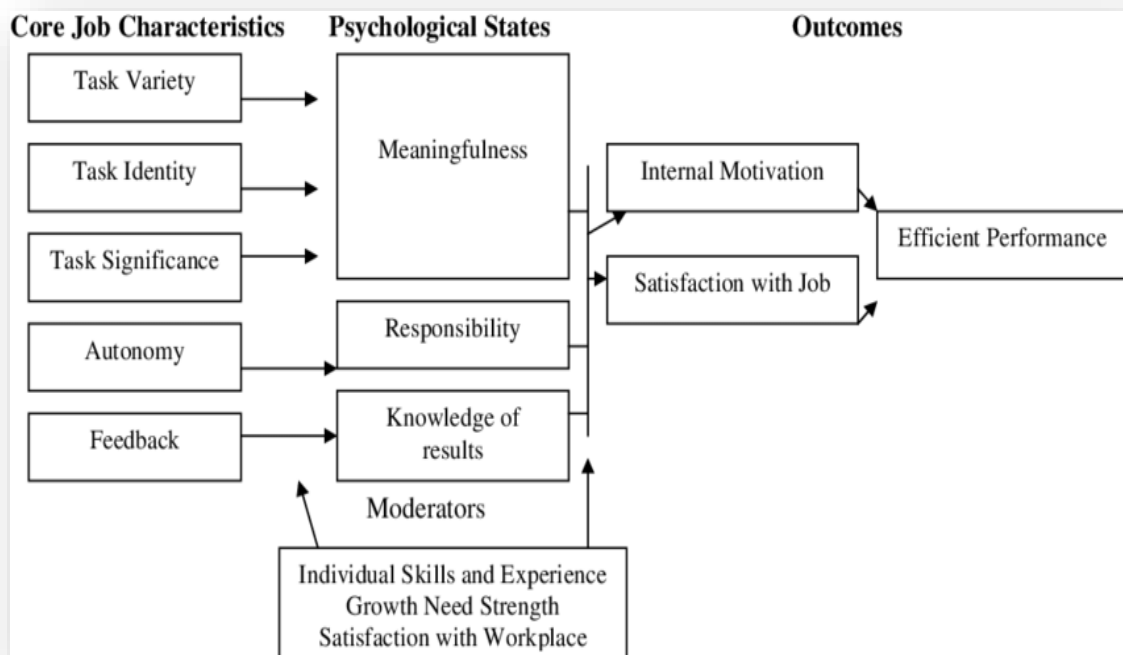 Core Job Characteristics
Psychological States
Outcomes
Task Variety
Task Identity
Task Significance
Autonomy
Feedback
Meaningfulness
Responsibility
Knowledge of
results
Internal Motivation
Satisfaction with Job
Efficient Performance
Moderators
Individual Skills and Experience
Growth Need Strength
Satisfaction with Workplace